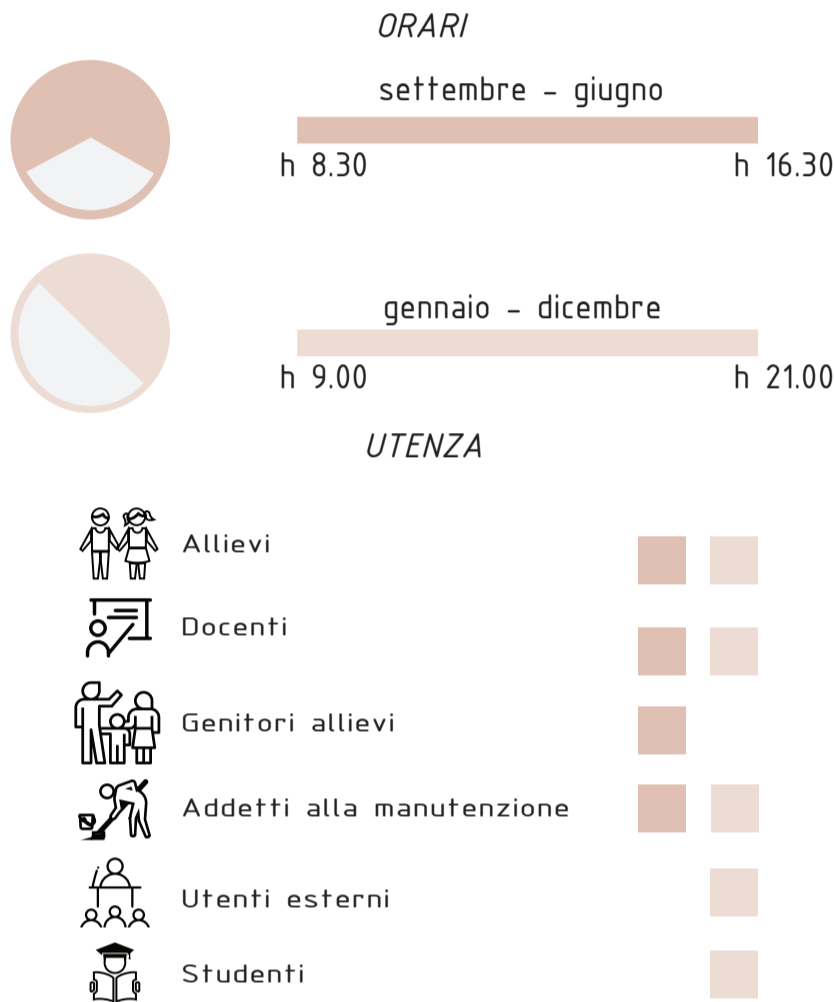 ORARI
settembre - giugno
h 8.30
h 16.30
gennaio - dicembre
h 9.00
h 21.00
UTENZA
Allievi
Docenti
Genitori allievi
Addetti alla manutenzione
Utenti esterni
Studenti